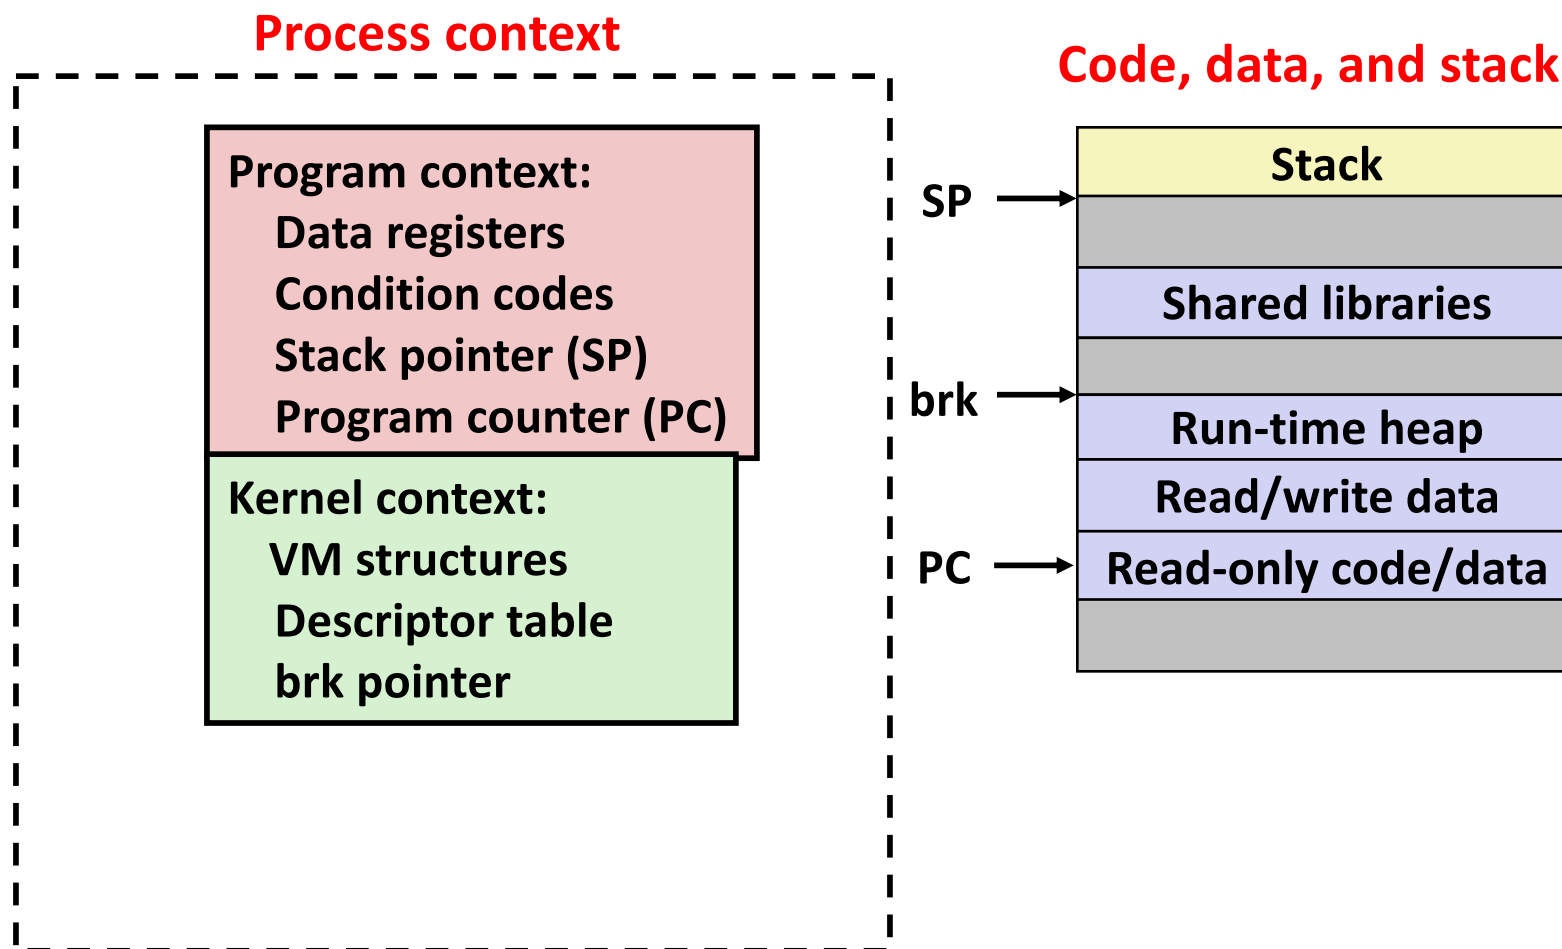 Process context
Program context:
Data registers
Condition codes
Stack pointer (SP)
Program counter (PC)
Kernel context:
VM structures
Descriptor table
brk pointer
Code, data, and stack
Stack
SP
Shared libraries
brk
Run-time heap
Read/write data
PC
Read-only code/data